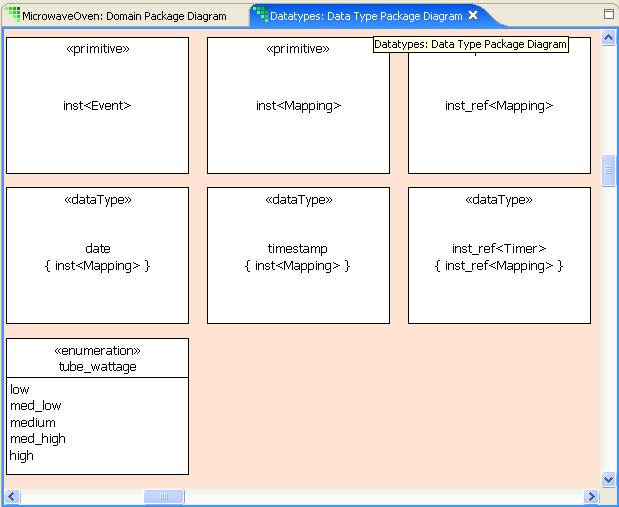 MicrowaveOven: Domain Package Diagram
Datatypes: Data Type Package Diagram
Datatypes: Data Type Package Diagram
«primitive»
inst<Event>
«primitive»
inst<Mapping>
inst_ref<Mapping>
«dataType»
date
{ inst<Mapping> }
«dataType»
timestamp
{ inst<Mapping> }
«dataType»
inst_ref<Timer>
{ inst_ref<Mapping> }
«enumeration»
tube_wattage
low
med_low
medium
med_high
high